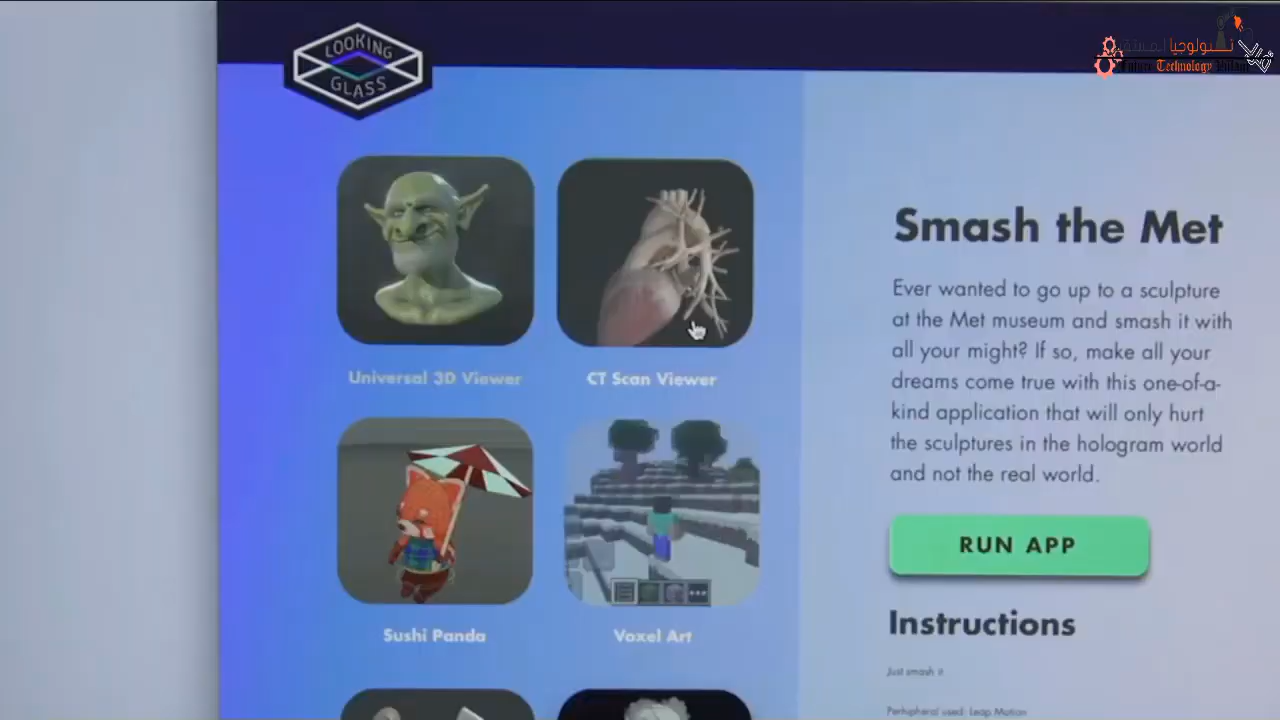 LOOKING
GLASS
Technology
Universal 3D Viewer
CT Scan Viewer
Sushi Panda
Voxel Art
Smash the Met
Ever wanted to go up to a sculpture
at the Met museum and smash it with
all your might? If so, make all your
dreams come true with this one-of-a-
kind application that will only hurt
the sculptures in the hologram world
and not the real world.
RUN APP
Instructions
Just smash it
Perhipheral used: Leap Motion